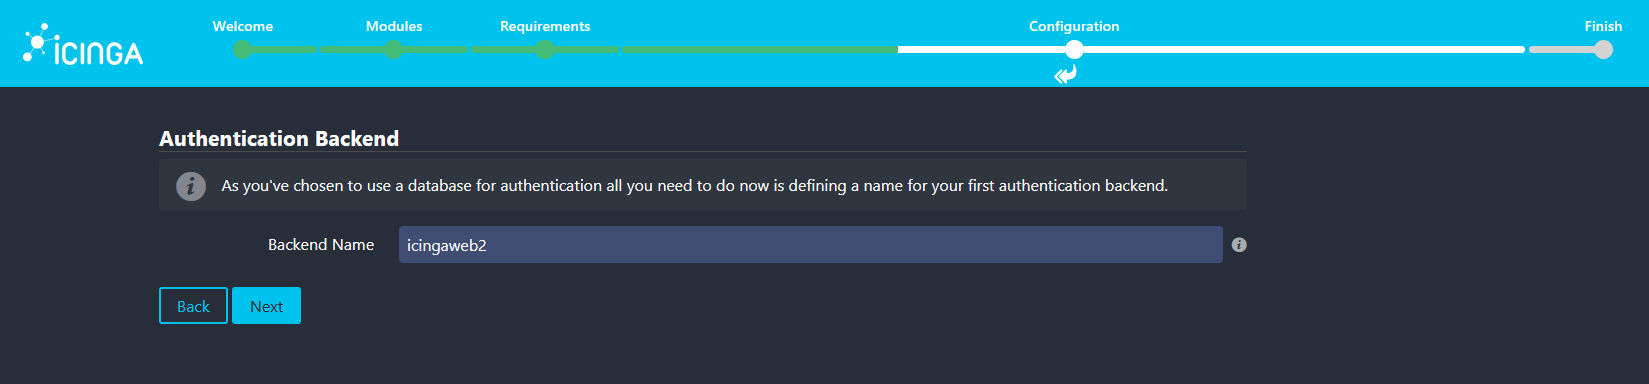 Welcome
Modules
Requirements
Configuration
Finish
ICINGA
Authentication Backend
As you've chosen to use a database for authentication all you need to do now is defining a name for your first authentication backend.
Backend Name
icingaweb2
Back
Next